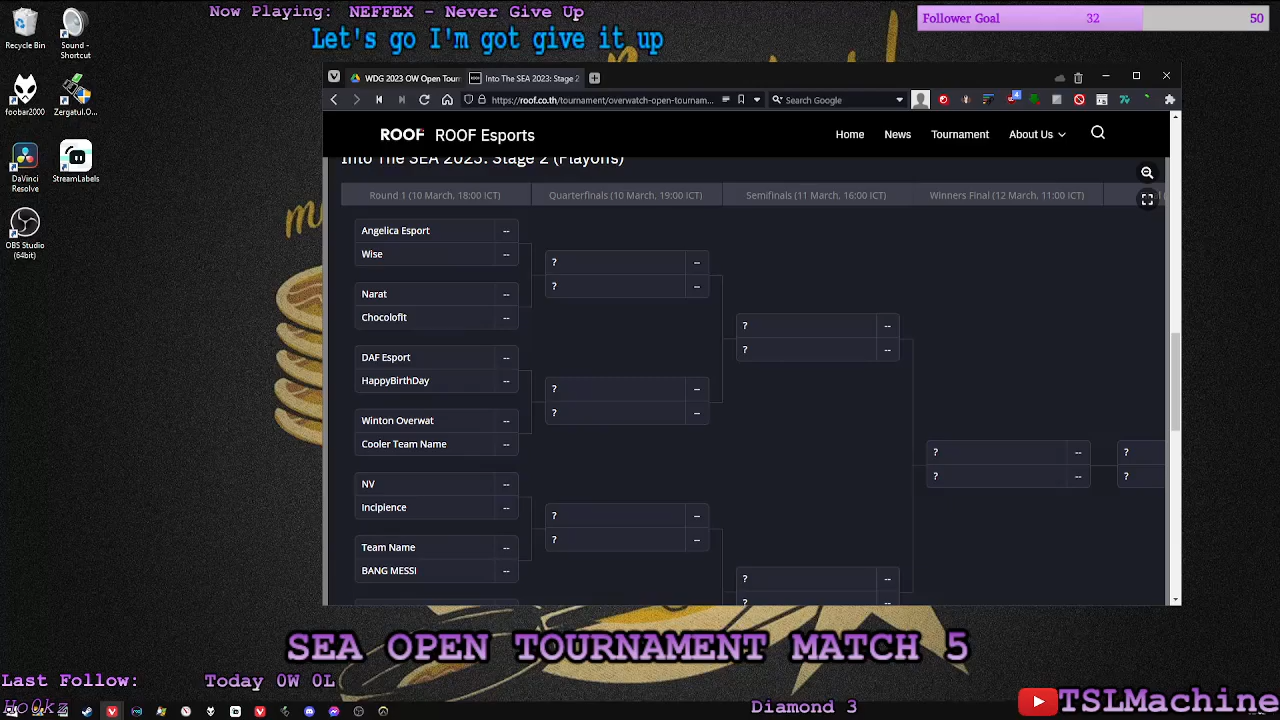 Now Playing: NEFFEX - Never Give Up
Let's go I'm got give it up
Follower Goal 32 50
Recycle Bin
Sound - Shortcut
foobar2000
Zergatul.O...
DaVinci Resolve
StreamLabels
OBS Studio (64bit)
WDG 2023 OW Open Tourn
Into The SEA 2023: Stage 2
https://roof.co.th/tournament/overwatch-open-tournam...
Search Google
4
ROOF ROOF Esports
Home News Tournament About Us
Into The SEA 2023: Stage 2 (Playoffs)
Round 1 (10 March, 18:00 ICT)
Quarterfinals (10 March, 19:00 ICT)
Semifinals (11 March, 16:00 ICT)
Winners Final (12 March, 11:00 ICT)
Angelica Esport --
Wise --
Narat --
Chocolofit --
DAF Esport --
HappyBirthDay --
Winton Overwat --
Cooler Team Name --
NV --
Incipience --
Team Name --
BANG MESSI --
? --
? --
? --
? --
? --
? --
? --
? --
? --
? --
? --
? --
?
?
SEA OPEN TOURNAMENT MATCH 5
Last Follow:
Ho0kz
Today 0W 0L
Diamond 3
TSLMachine